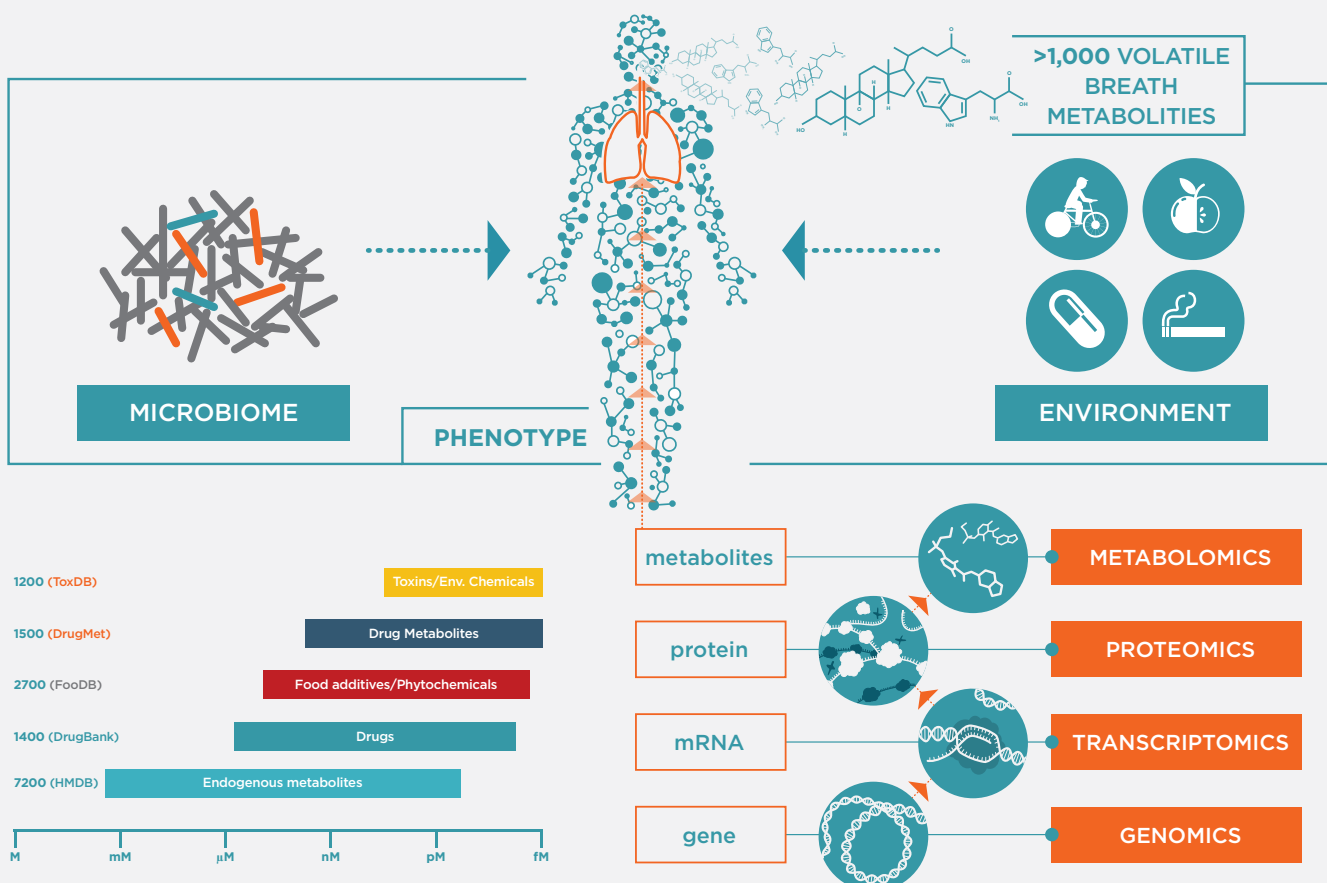 >1,000 VOLATILE
BREATH
METABOLITIES
MICROBIOME
PHENOTYPE
ENVIRONMENT
1200 (ToxDB)
Toxins/Env. Chemicals
1500 (DrugMet)
Drug Metabolites
2700 (FooDB)
Food additives/Phytochemicals
1400 (DrugBank)
Drugs
7200 (HMDB)
Endogenous metabolites
M mM μM nM pM fM
metabolites
METABOLOMICS
protein
PROTEOMICS
mRNA
TRANSCRIPTOMICS
gene
GENOMICS